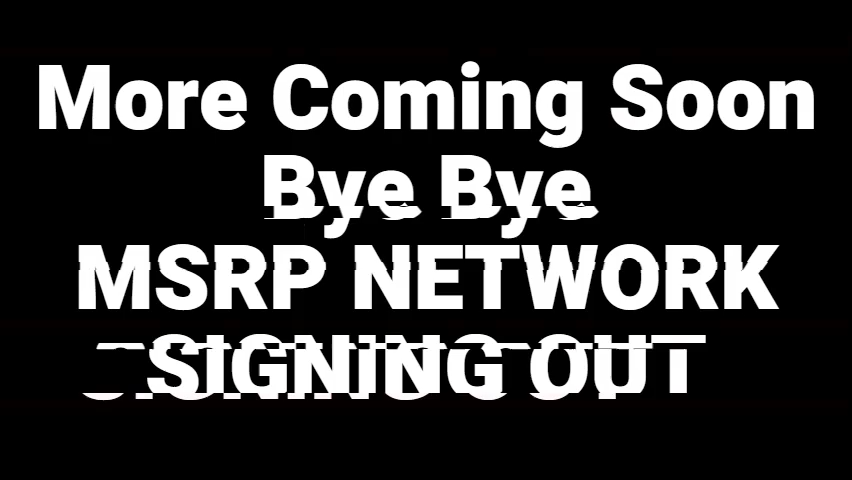 More Coming Soon
Bye Bye
MSRP NETWORK
SIGNING OUT